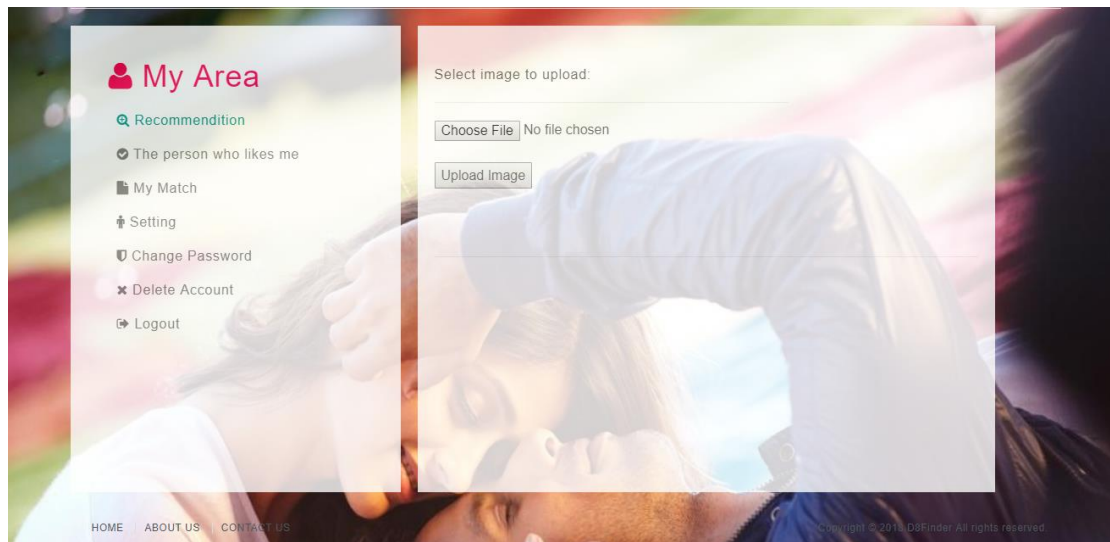 My Area
Recommendition
The person who likes me
My Match
Setting
Change Password
Delete Account
Logout
Select image to upload:
Choose File No file chosen
Upload Image
HOME | ABOUT US | CONTACT US
Copyright © 2018 D8Finder All rights reserved.